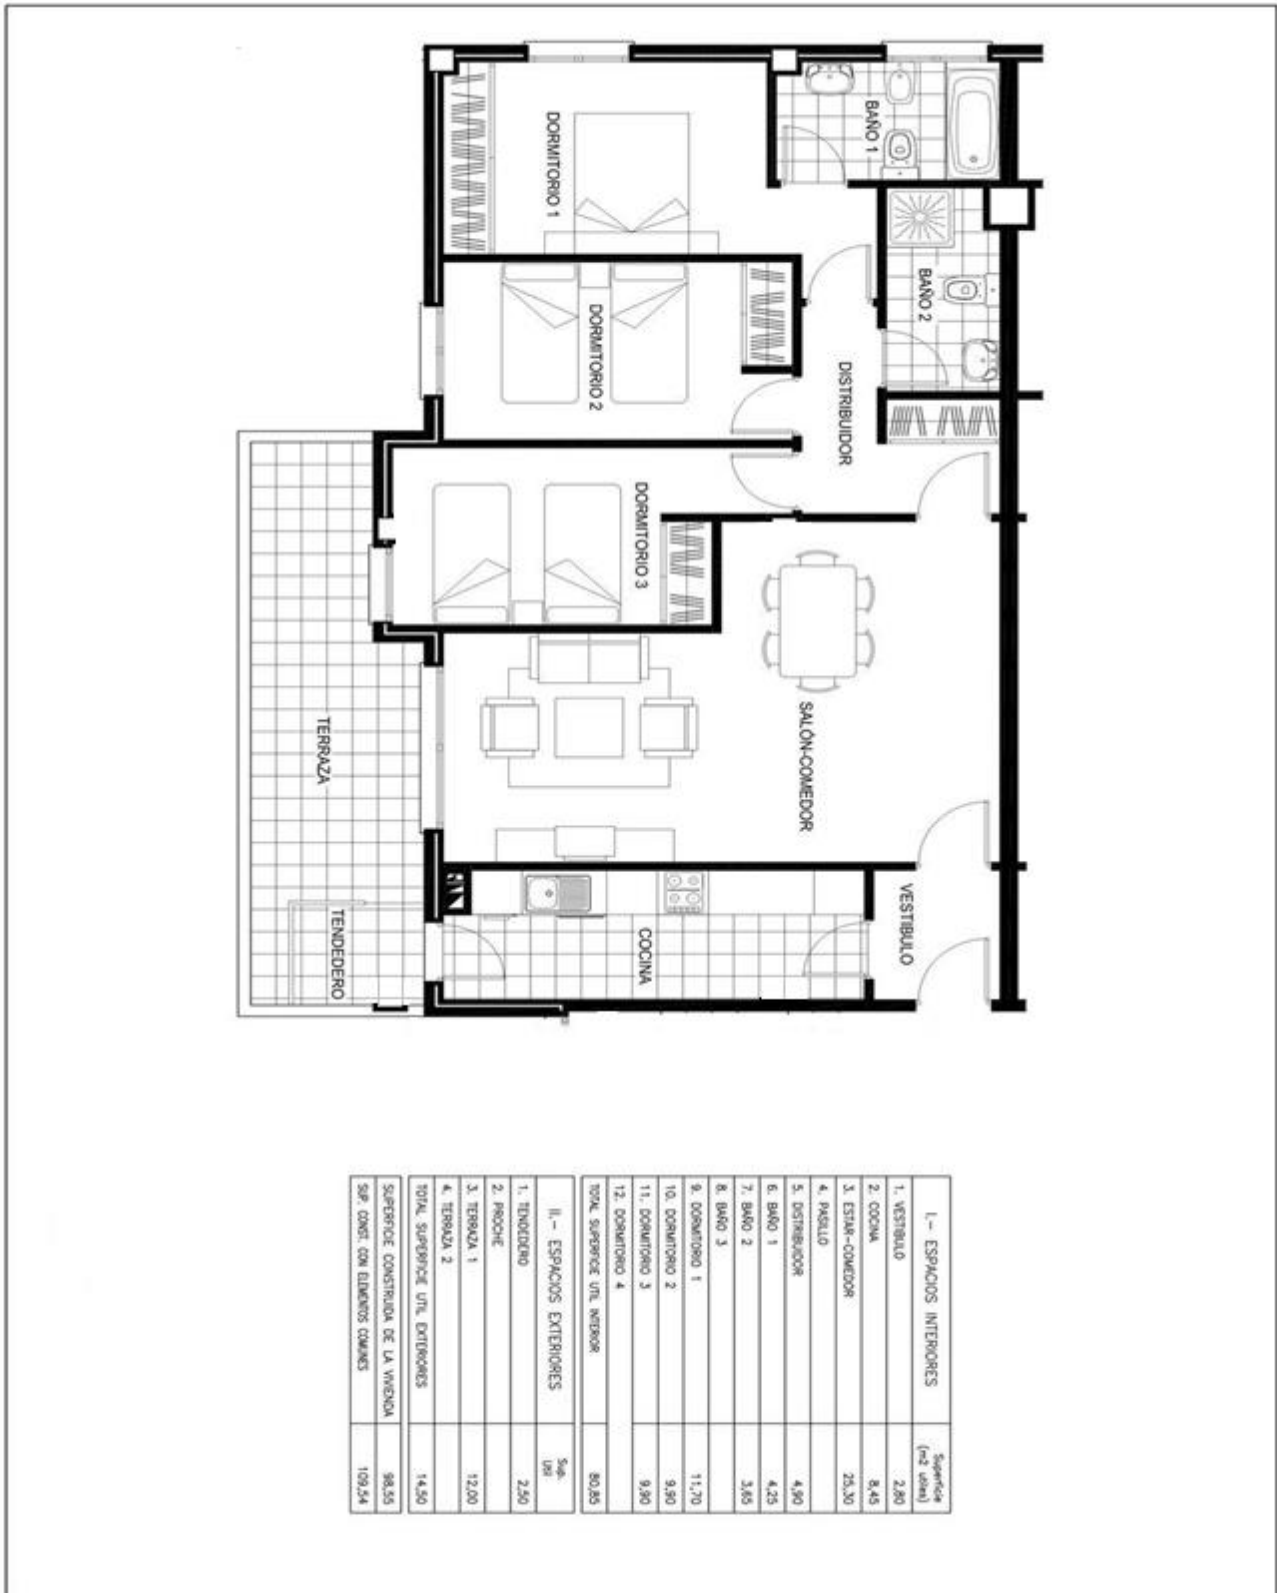 BAÑO 1
DORMITORIO 1
BAÑO 2
DORMITORIO 2
DISTRIBUIDOR
DORMITORIO 3
SALÓN-COMEDOR
TERRAZA
VESTIBULO
COCINA
TENDEDERO
I.- ESPACIOS INTERIORES Superficie (m2 utiles)
1. VESTIBULO 2,80
2. COCINA 8,45
3. ESTAR-COMEDOR 25,30
4. PASILLO
5. DISTRIBUIDOR 4,90
6. BAÑO 1 4,25
7. BAÑO 2 3,65
8. BAÑO 3
9. DORMITORIO 1 11,70
10. DORMITORIO 2 9,90
11. DORMITORIO 3 9,90
12. DORMITORIO 4
TOTAL SUPERFICIE UTIL INTERIOR 80,85
II.- ESPACIOS EXTERIORES Sup. Util
1. TENDEDERO 2,50
2. PROCHE
3. TERRAZA 1 12,00
4. TERRAZA 2
TOTAL SUPERFICIE UTIL EXTERIORES 14,50
SUPERFICIE CONSTRUIDA DE LA VIVIENDA 98,55
SUP. CONST. CON ELEMENTOS COMUNES 109,54